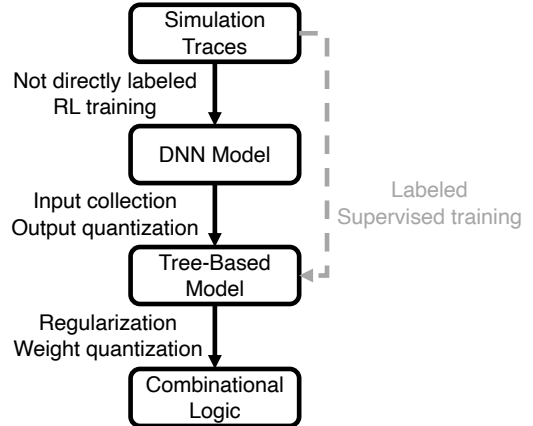 Simulation
Traces
Not directly labeled
RL training
DNN Model
Labeled
Supervised training
Input collection
Output quantization
Tree-Based
Model
Regularization
Weight quantization
Combinational
Logic